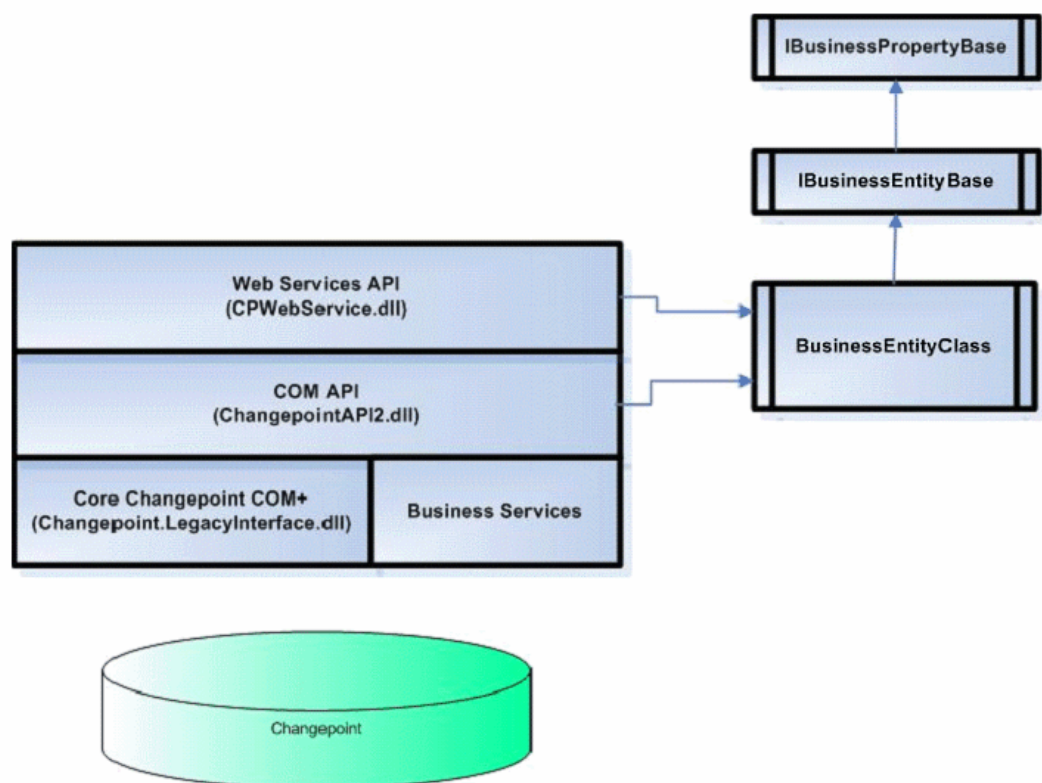 IBusinessPropertyBase
IBusinessEntityBase
Web Services API
(CPWebService.dll)
BusinessEntityClass
COM API
(ChangepointAPI2.dll)
Core Changepoint COM+
(Changepoint.LegacyInterface.dll)
Business Services
Changepoint